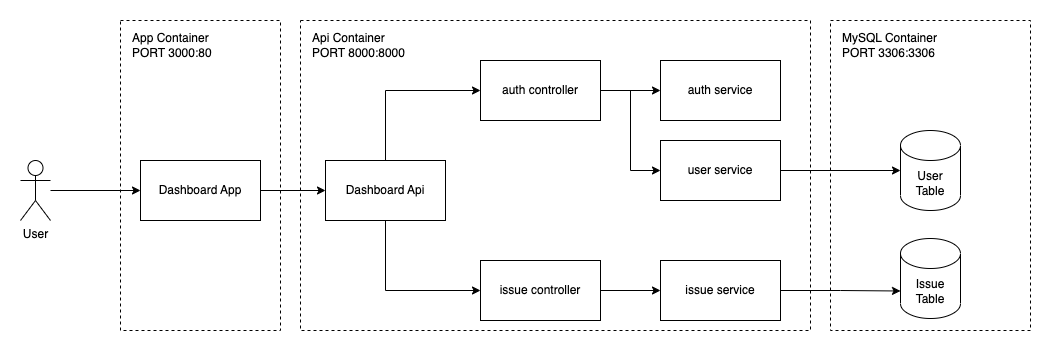 App Container
PORT 3000:80
Api Container
PORT 8000:8000
MySQL Container
PORT 3306:3306
auth controller
auth service
user service
User
Table
Dashboard App
Dashboard Api
User
issue controller
issue service
Issue
Table